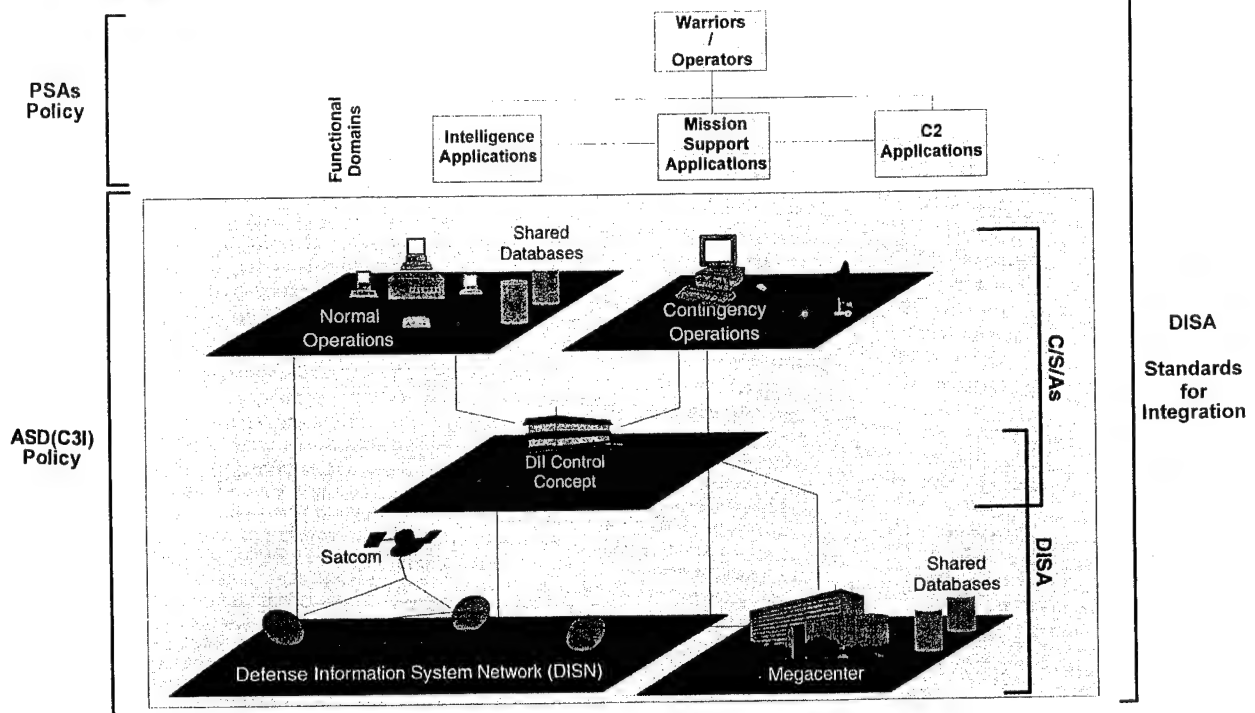 Warriors
/
Operators
PSAs
Policy
Functional
Domains
Intelligence
Applications
Mission
Support
Applications
C2
Applications
Shared
Databases
Normal
Operations
Contingency
Operations
C/S/As
DISA
Standards
for
Integration
ASD(C3I)
Policy
DII Control
Concept
Satcom
DISA
Shared
Databases
Defense Information System Network (DISN)
Megacenter